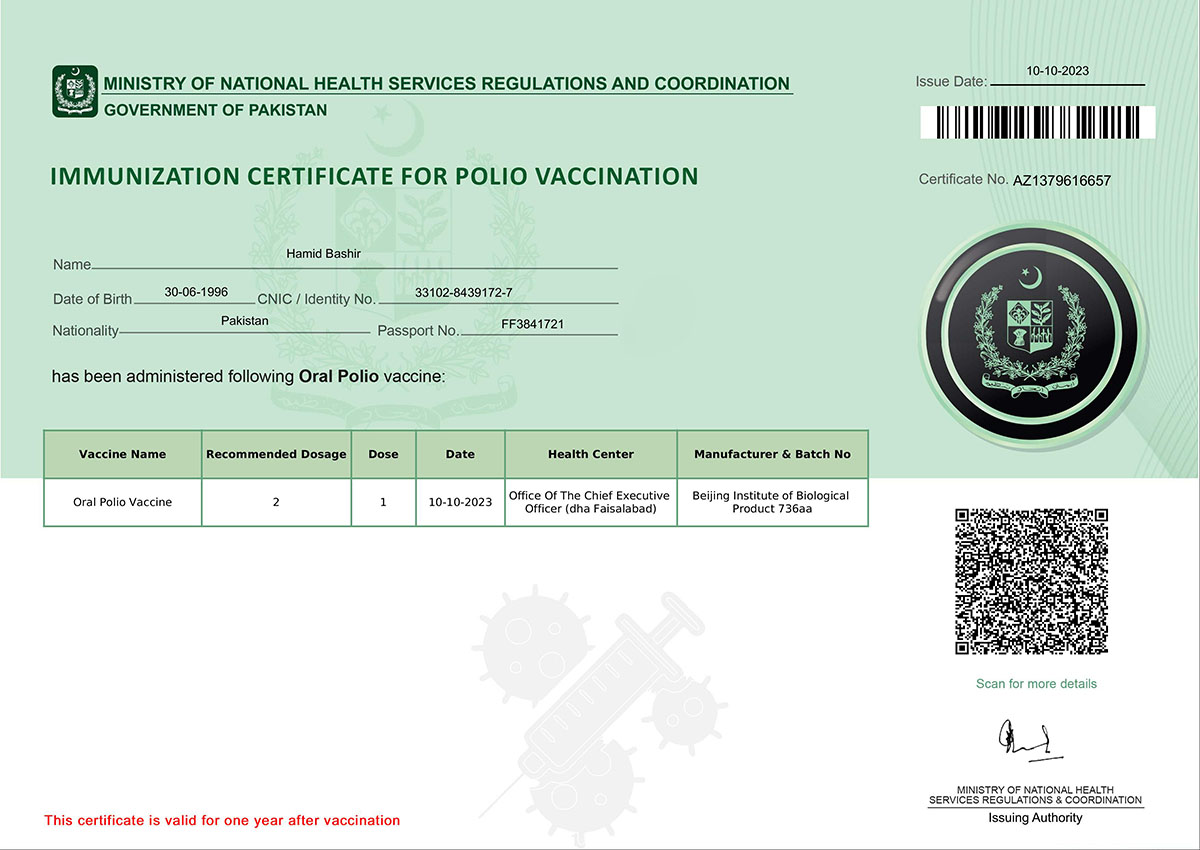 MINISTRY OF NATIONAL HEALTH SERVICES REGULATIONS AND COORDINATION
GOVERNMENT OF PAKISTAN
Issue Date: 10-10-2023
IMMUNIZATION CERTIFICATE FOR POLIO VACCINATION
Certificate No. AZ1379616657
Name Hamid Bashir
Date of Birth 30-06-1996 CNIC / Identity No. 33102-8439172-7
Nationality Pakistan Passport No. FF3841721
has been administered following Oral Polio vaccine:
Vaccine Name Recommended Dosage Dose Date Health Center Manufacturer & Batch No
Oral Polio Vaccine 2 1 10-10-2023 Office Of The Chief Executive Officer (dha Faisalabad) Beijing Institute of Biological Product 736aa
Scan for more details
MINISTRY OF NATIONAL HEALTH
SERVICES REGULATIONS & COORDINATION
Issuing Authority
This certificate is valid for one year after vaccination